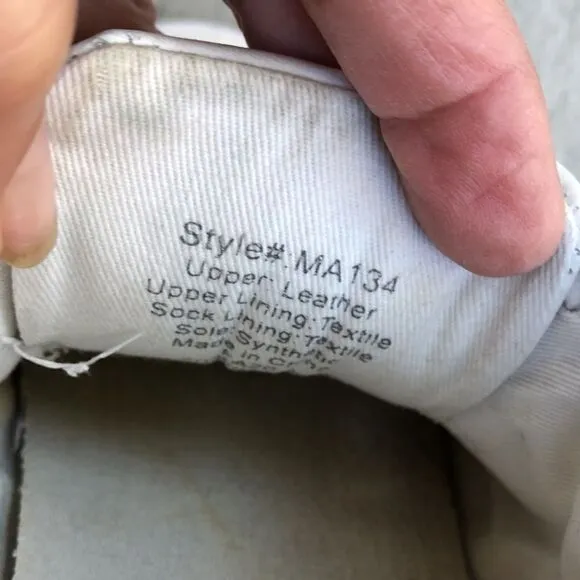 Style#: MA134
Upper: Leather
Upper Lining: Textile
Sock Lining: Textile
Sole: Synthetic
Made in China